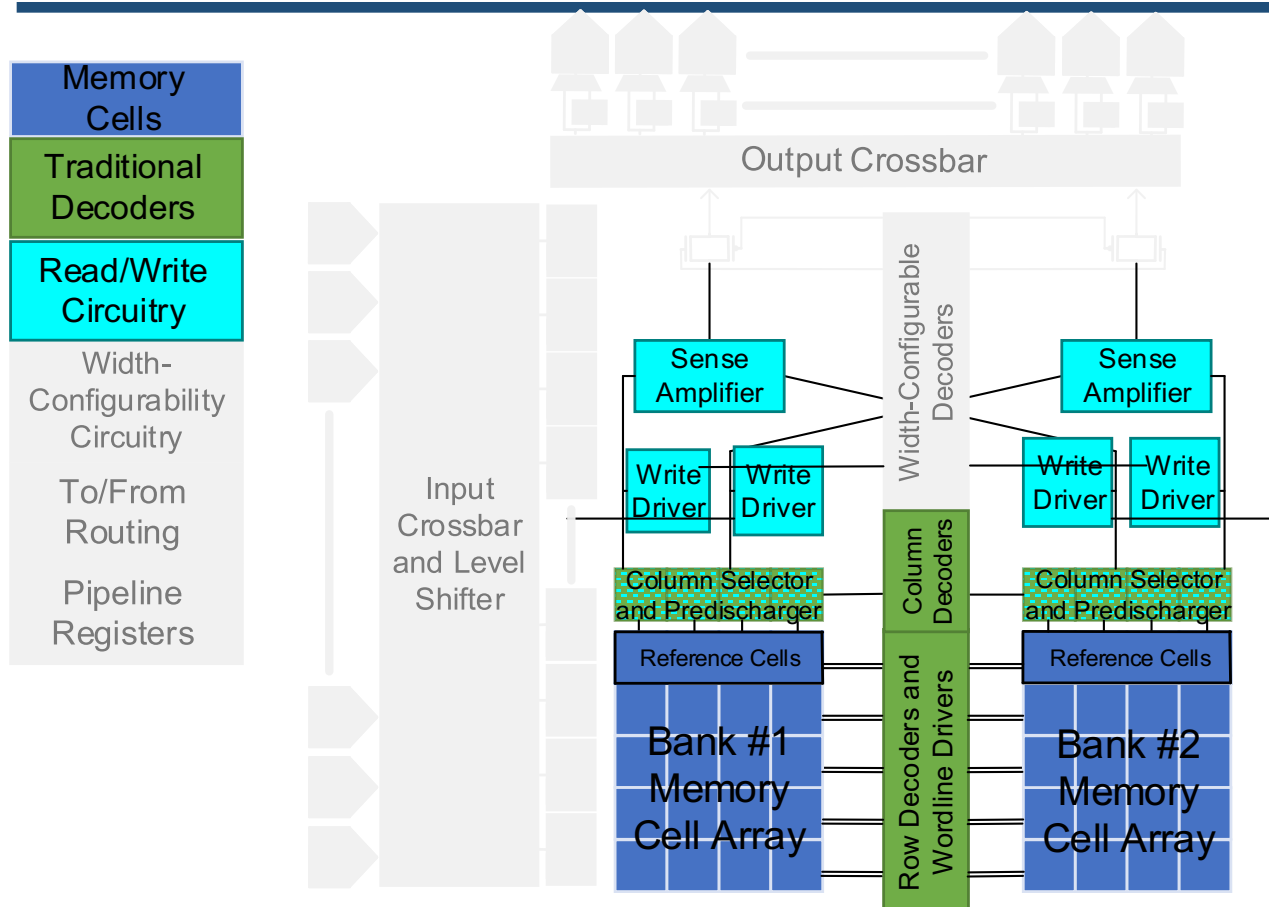 Memory
Cells
Traditional
Decoders
Read/Write
Circuitry
Width-
Configurability
Circuitry
To/From
Routing
Pipeline
Registers
Output Crossbar
Input
Crossbar
and Level
Shifter
Width-Configurable
Decoders
Sense
Amplifier
Sense
Amplifier
Write
Driver
Write
Driver
Write
Driver
Write
Driver
Column
Decoders
Column Selector
and Predischarger
Column Selector
and Predischarger
Reference Cells
Reference Cells
Row Decoders and
Wordline Drivers
Bank #1
Memory
Cell Array
Bank #2
Memory
Cell Array